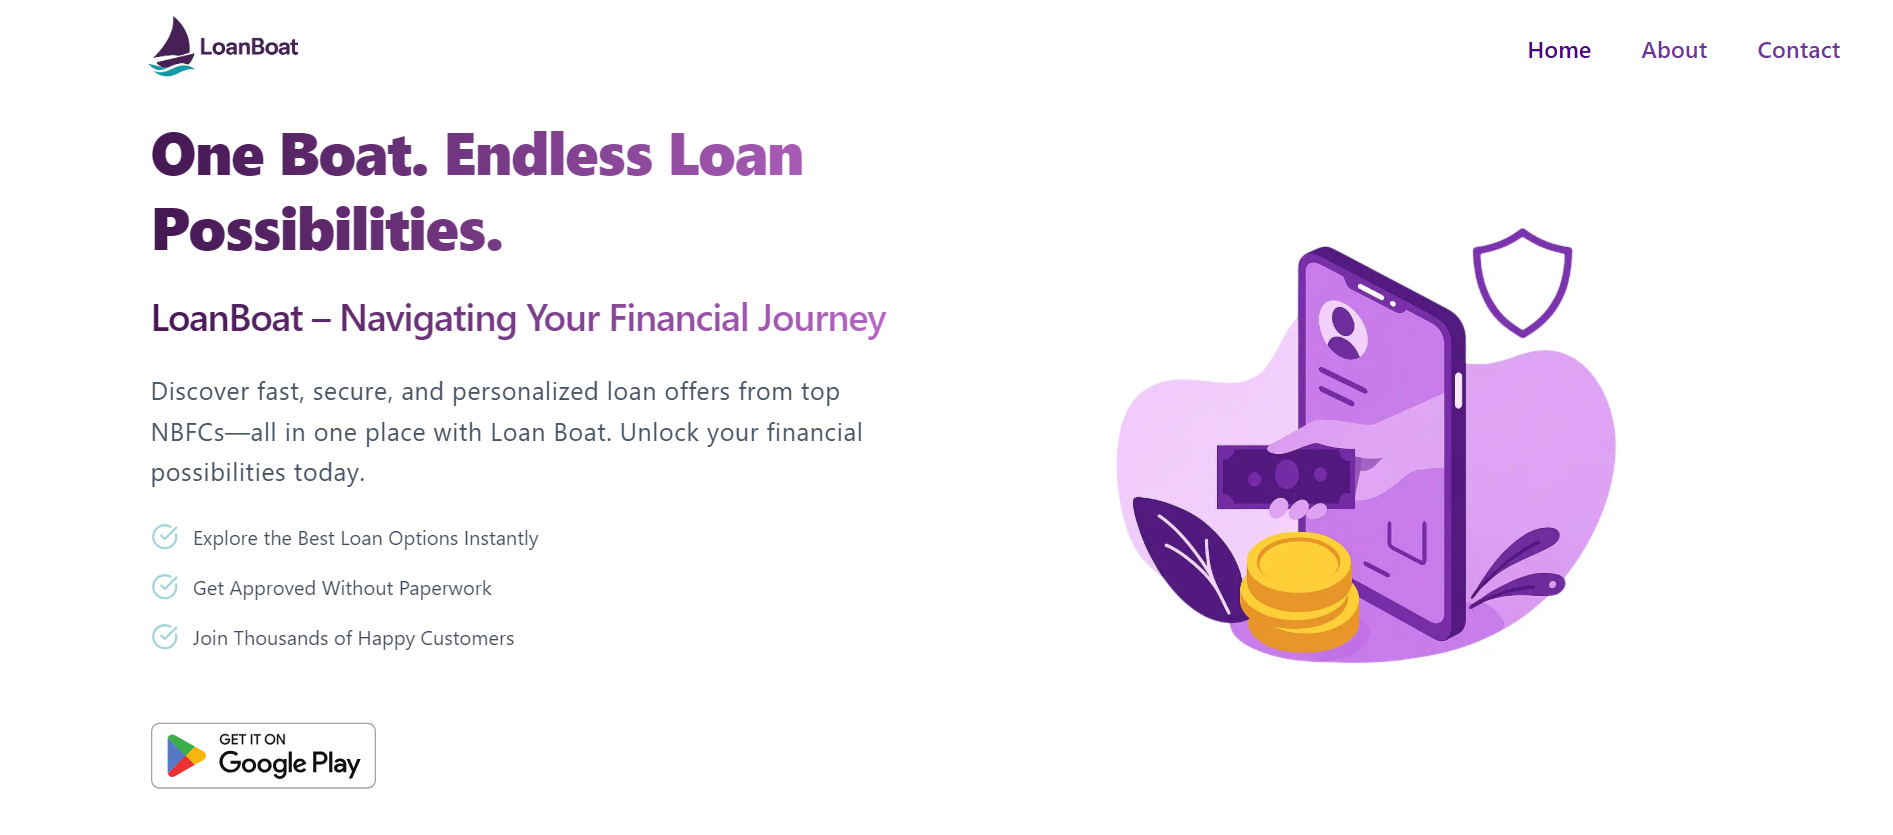 LoanBoat
Home
About
Contact
One Boat. Endless Loan
Possibilities.
LoanBoat – Navigating Your Financial Journey
Discover fast, secure, and personalized loan offers from top
NBFCs—all in one place with Loan Boat. Unlock your financial
possibilities today.
Explore the Best Loan Options Instantly
Get Approved Without Paperwork
Join Thousands of Happy Customers
GET IT ON
Google Play